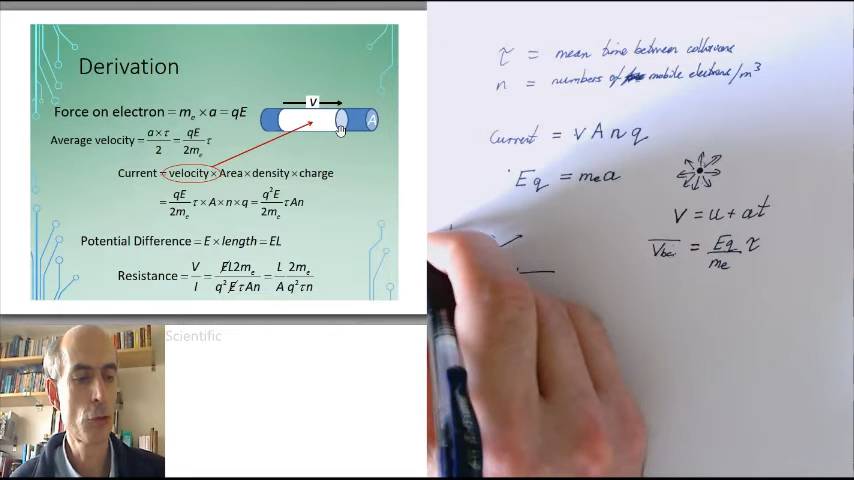 Derivation
Force on electron = mₑ × a = qE
V
A
Average velocity = a×τ/2 = qE/2mₑ τ
Current = velocity × Area × density × charge
= qE/2mₑ τ × A × n × q = q²E/2mₑ τAn
Potential Difference = E × length = EL
Resistance = V/I = EL2mₑ/q²EτAn = L/A 2mₑ/q²τn
Scientific
τ = mean time between collisions
n = numbers of mobile electrons/m³
Current = v A n q
Eq = mₑa
V = u + at
= Eq/mₑ τ